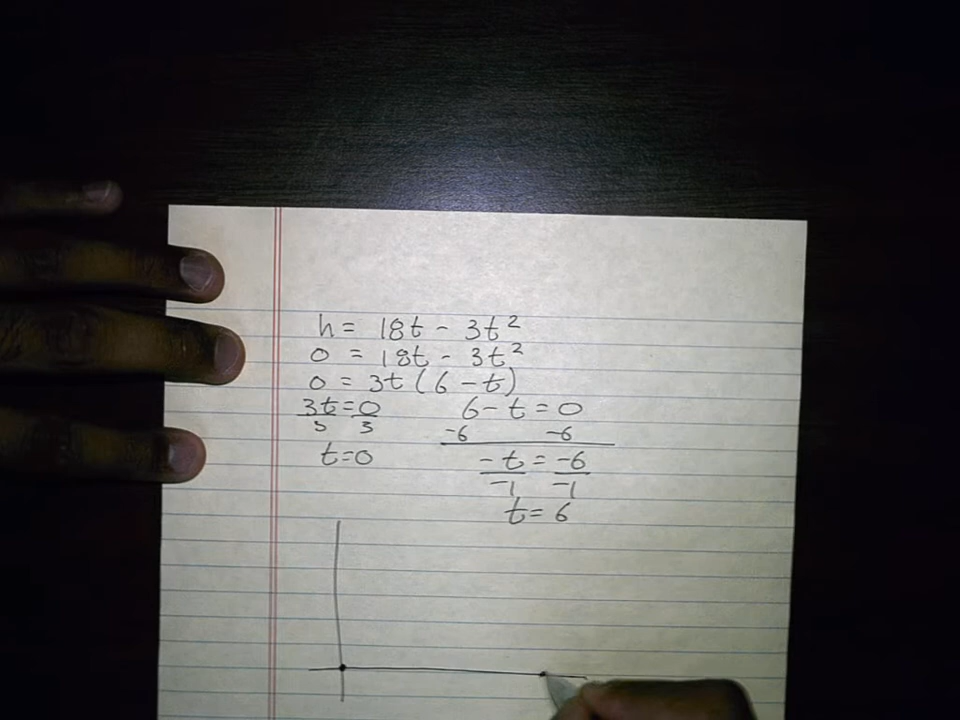 h = 18t - 3t²
0 = 18t - 3t²
0 = 3t (6 - t)
3t = 0 6 - t = 0
3 3 -6 -6
t = 0 -t = -6
-1 -1
t = 6